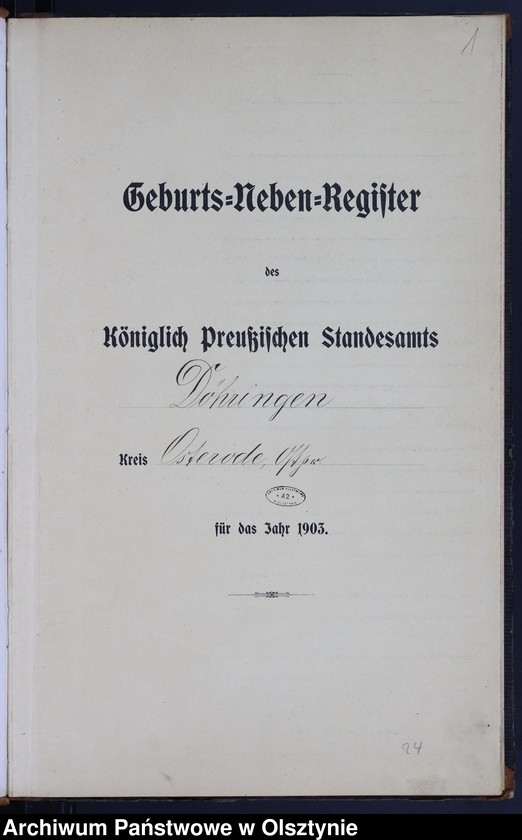 1
Geburts=Neben=Register
des
Königlich Preußischen Standesamts
Döhringen
Kreis Osterode, Ostpr
• 42 •
für das Jahr 1903.
24
Archiwum Państwowe w Olsztynie